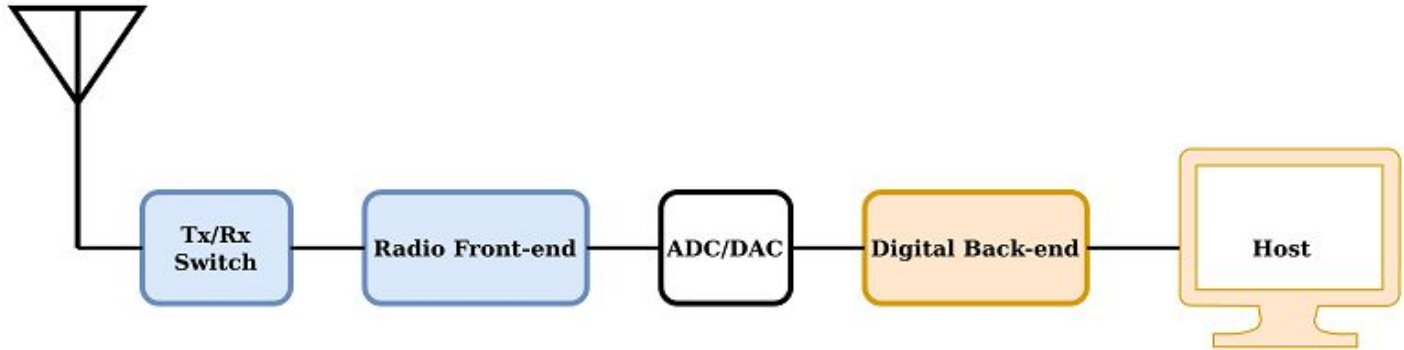 Tx/Rx
Switch
Radio Front-end
ADC/DAC
Digital Back-end
Host